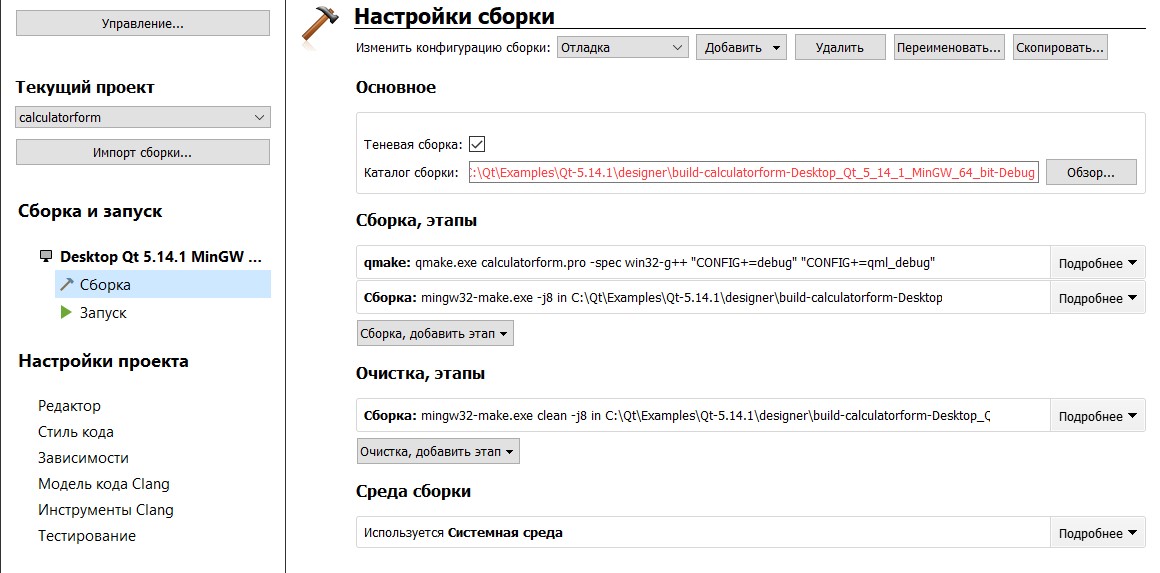 Управление...
Текущий проект
calculatorform
Импорт сборки...
Сборка и запуск
Desktop Qt 5.14.1 MinGW ...
Сборка
Запуск
Настройки проекта
Редактор
Стиль кода
Зависимости
Модель кода Clang
Инструменты Clang
Тестирование
Настройки сборки
Изменить конфигурацию сборки: Отладка Добавить Удалить Переименовать... Скопировать...
Основное
Теневая сборка:
Каталог сборки: C:\Qt\Examples\Qt-5.14.1\designer\build-calculatorform-Desktop_Qt_5_14_1_MinGW_64_bit-Debug Обзор...
Сборка, этапы
qmake: qmake.exe calculatorform.pro -spec win32-g++ "CONFIG+=debug" "CONFIG+=qml_debug" Подробнее
Сборка: mingw32-make.exe -j8 in C:\Qt\Examples\Qt-5.14.1\designer\build-calculatorform-Desktop Подробнее
Сборка, добавить этап
Очистка, этапы
Сборка: mingw32-make.exe clean -j8 in C:\Qt\Examples\Qt-5.14.1\designer\build-calculatorform-Desktop_Q Подробнее
Очистка, добавить этап
Среда сборки
Используется Системная среда Подробнее